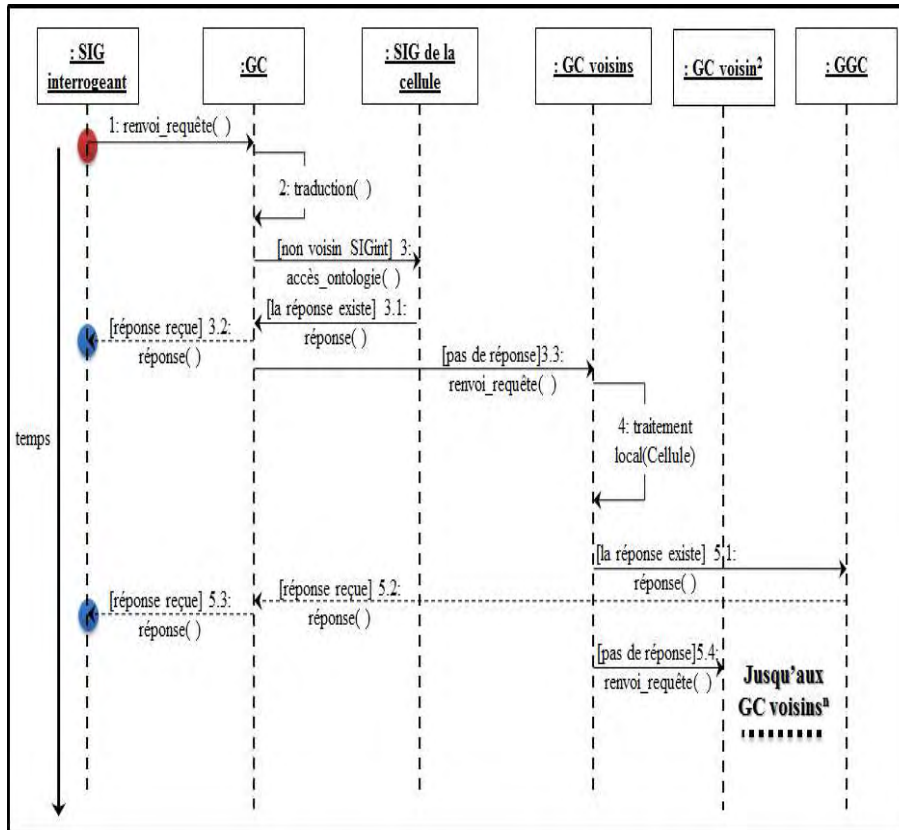 : SIG
interrogeant
:GC
: SIG de la
cellule
: GC voisins
: GC voisin²
: GGC
1: renvoi_requête( )
2: traduction( )
[non voisin SIGint] 3:
accès_ontologie( )
[la réponse existe] 3.1:
réponse( )
[réponse reçue] 3.2:
réponse( )
[pas de réponse]3.3:
renvoi_requête( )
temps
4: traitement
local(Cellule)
[la réponse existe] 5.1:
réponse( )
[réponse reçue] 5.2:
réponse( )
[réponse reçue] 5.3:
réponse( )
[pas de réponse]5.4:
renvoi_requête( )
Jusqu’aux
GC voisinsⁿ